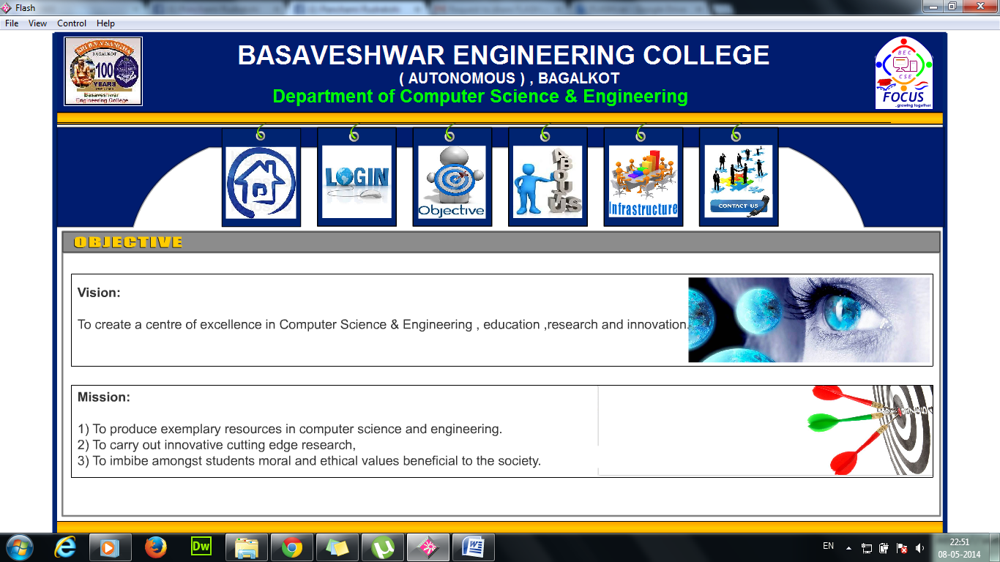 Flash
File View Control Help
SRI B.V.V.SANGHA
BAGALKOT
100
YEARS
Basaveshwar
Engineering College
BASAVESHWAR ENGINEERING COLLEGE
( AUTONOMOUS ) , BAGALKOT
Department of Computer Science & Engineering
BEC
CSE
FOCUS
..growing together
LOGIN
Objective
ABOUT US
Infrastructure
CONTACT US
OBJECTIVE
Vision:
To create a centre of excellence in Computer Science & Engineering , education ,research and innovation.
Mission:
1) To produce exemplary resources in computer science and engineering.
2) To carry out innovative cutting edge research,
3) To imbibe amongst students moral and ethical values beneficial to the society.
Dw
EN
22:51
08-05-2014